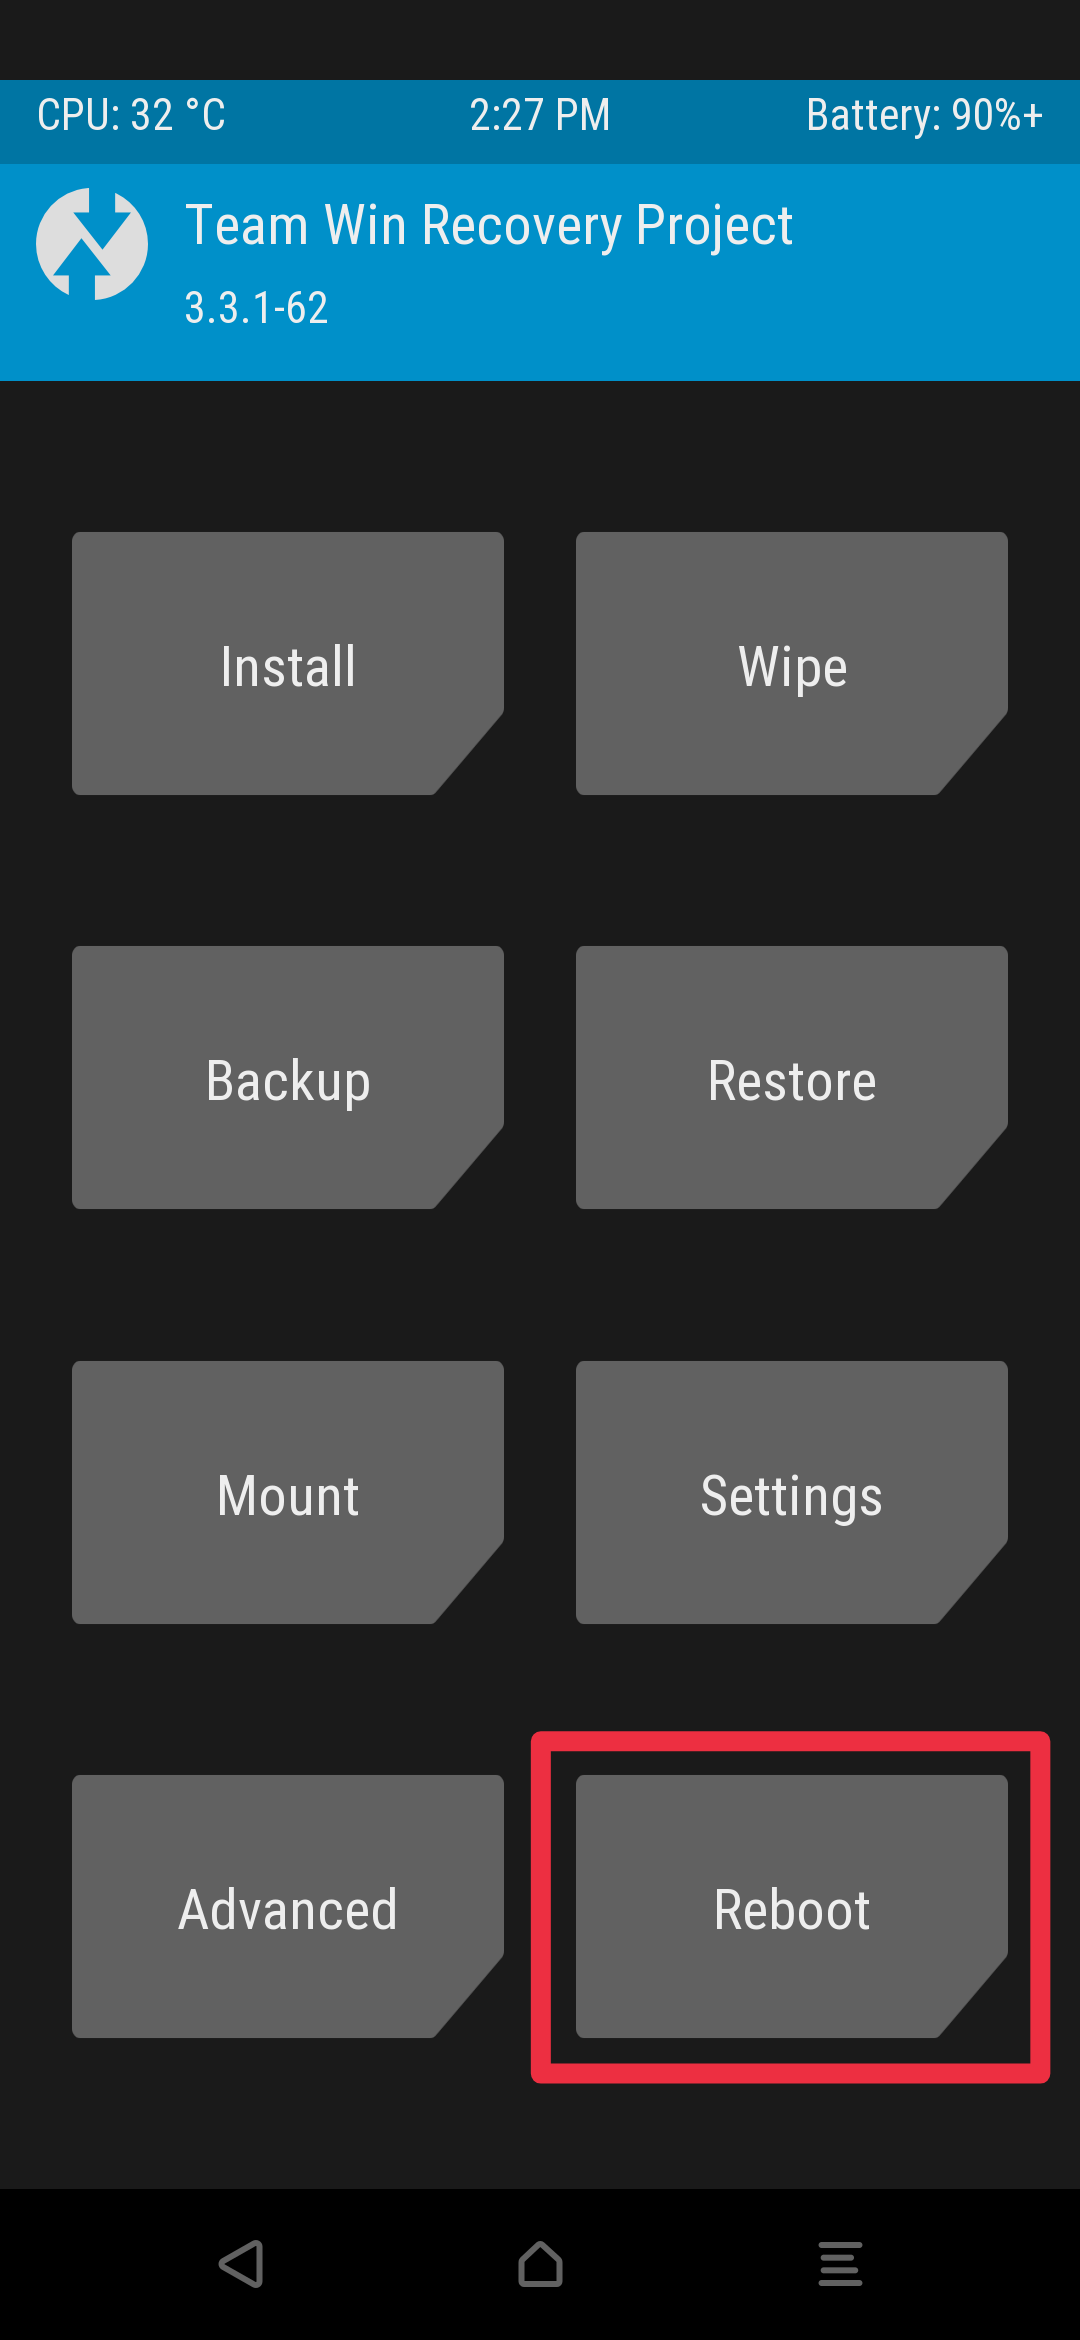 CPU: 32 °C 2:27 PM Battery: 90%+
Team Win Recovery Project
3.3.1-62
Install Wipe
Backup Restore
Mount Settings
Advanced Reboot